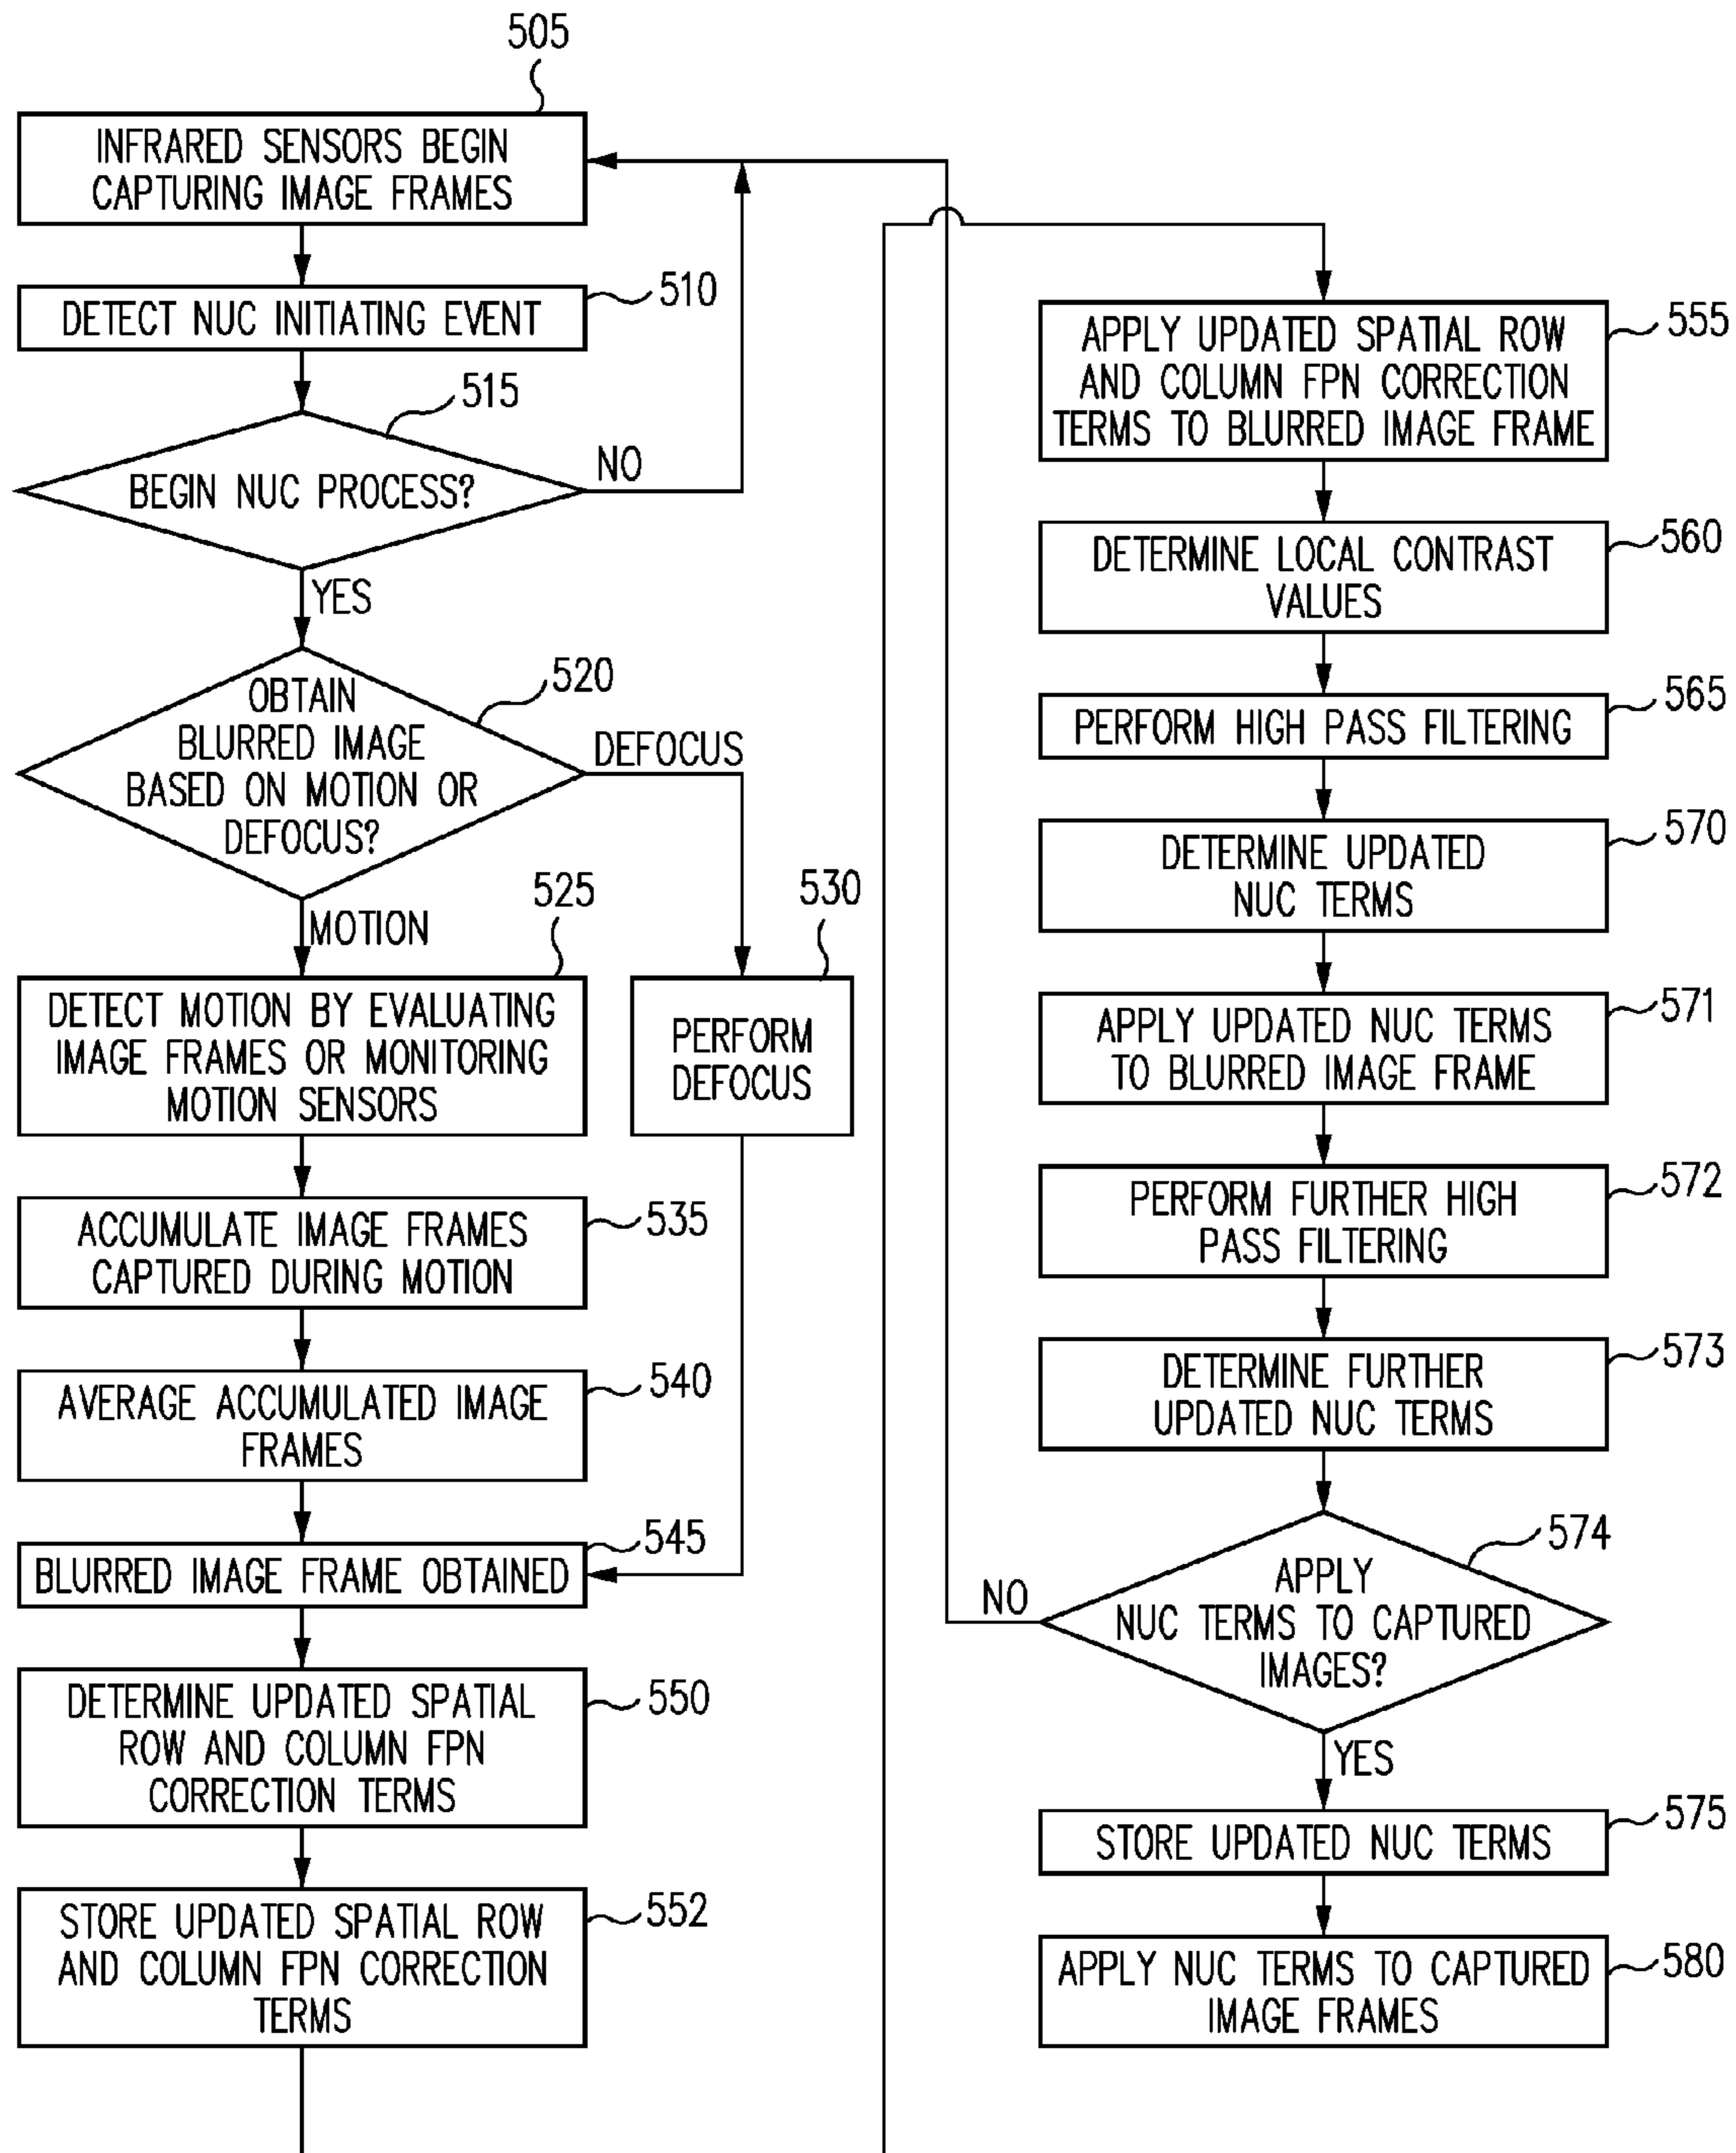 505
INFRARED SENSORS BEGIN
CAPTURING IMAGE FRAMES
DETECT NUC INITIATING EVENT
510
515
BEGIN NUC PROCESS?
NO
YES
520
OBTAIN
BLURRED IMAGE
BASED ON MOTION OR
DEFOCUS?
DEFOCUS
MOTION
525
DETECT MOTION BY EVALUATING
IMAGE FRAMES OR MONITORING
MOTION SENSORS
530
PERFORM
DEFOCUS
ACCUMULATE IMAGE FRAMES
CAPTURED DURING MOTION
535
AVERAGE ACCUMULATED IMAGE
FRAMES
540
BLURRED IMAGE FRAME OBTAINED
545
DETERMINE UPDATED SPATIAL
ROW AND COLUMN FPN
CORRECTION TERMS
550
STORE UPDATED SPATIAL ROW
AND COLUMN FPN CORRECTION
TERMS
552
APPLY UPDATED SPATIAL ROW
AND COLUMN FPN CORRECTION
TERMS TO BLURRED IMAGE FRAME
555
DETERMINE LOCAL CONTRAST
VALUES
560
PERFORM HIGH PASS FILTERING
565
DETERMINE UPDATED
NUC TERMS
570
APPLY UPDATED NUC TERMS
TO BLURRED IMAGE FRAME
571
PERFORM FURTHER HIGH
PASS FILTERING
572
DETERMINE FURTHER
UPDATED NUC TERMS
573
574
APPLY
NUC TERMS TO CAPTURED
IMAGES?
NO
YES
STORE UPDATED NUC TERMS
575
APPLY NUC TERMS TO CAPTURED
IMAGE FRAMES
580